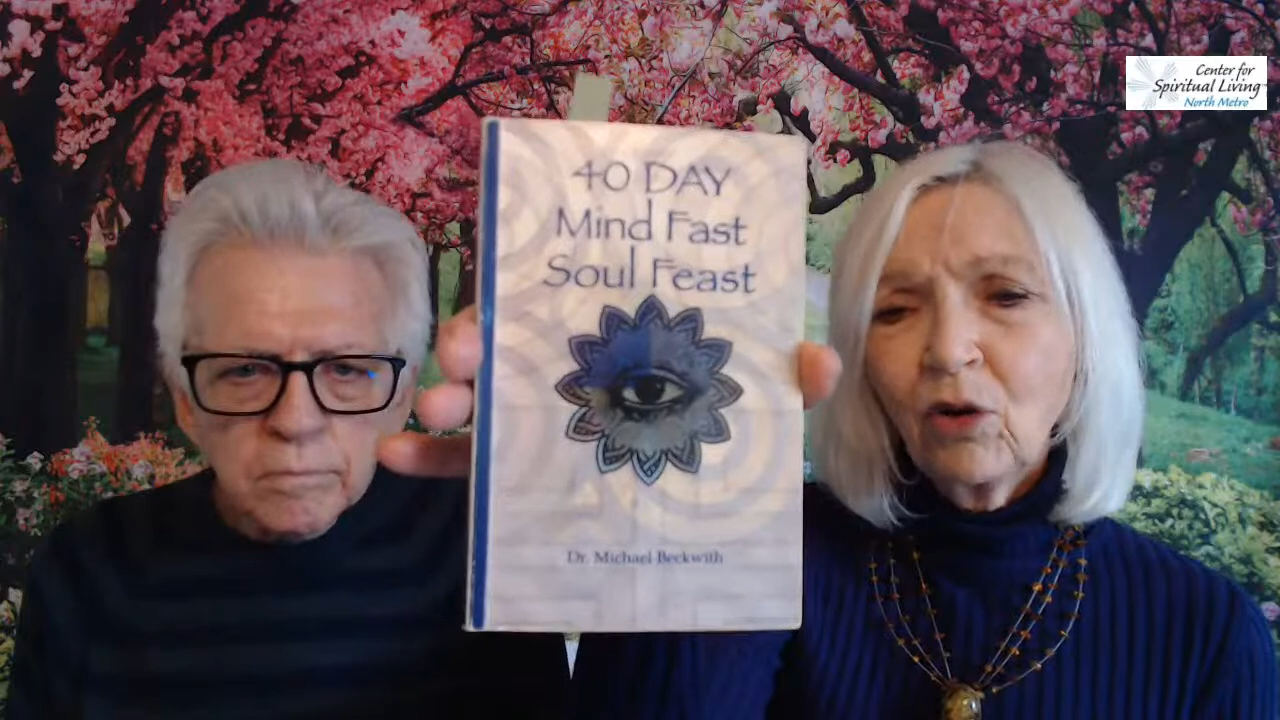 Center for
Spiritual Living
North Metro
40 DAY
Mind Fast
Soul Feast
Dr. Michael Beckwith